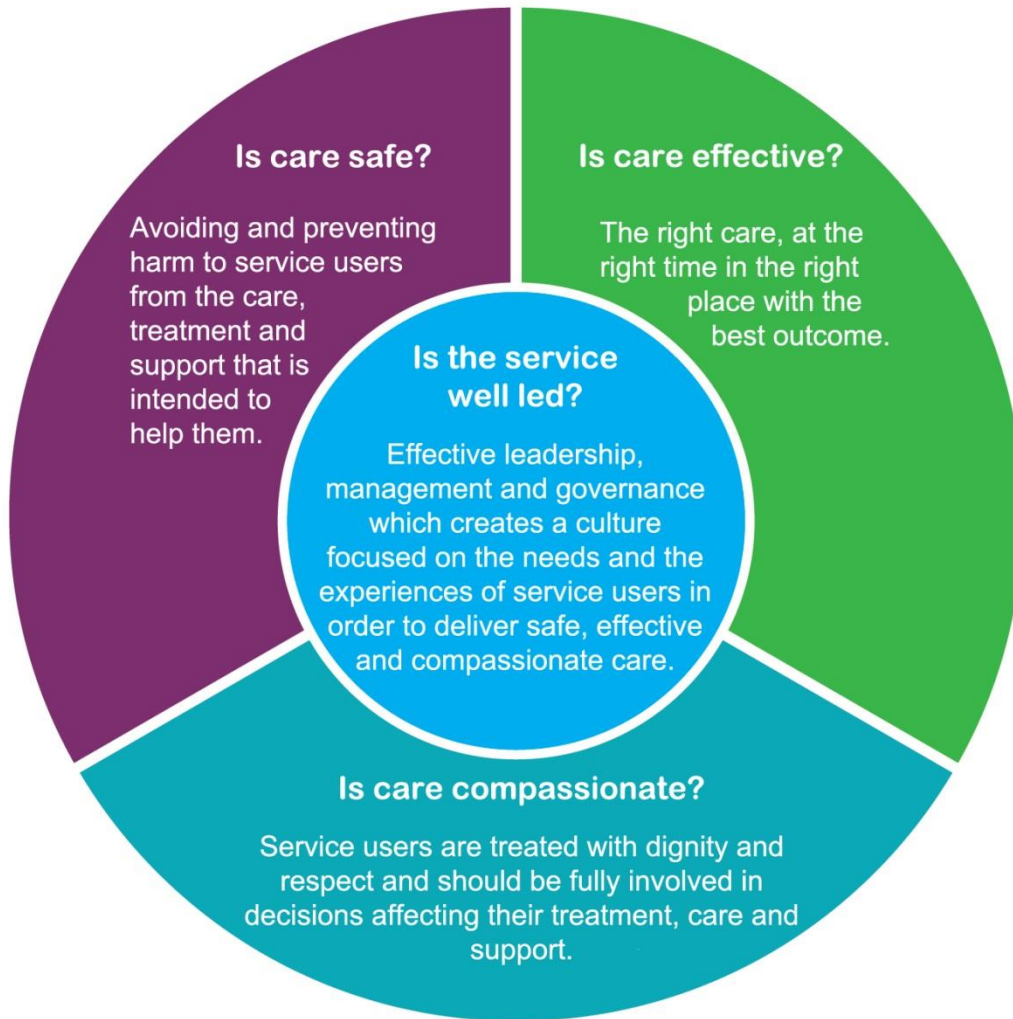 Is care safe?
Avoiding and preventing
harm to service users
from the care,
treatment and
support that is
intended to
help them.
Is care effective?
The right care, at the
right time in the right
place with the
best outcome.
Is the service
well led?
Effective leadership,
management and governance
which creates a culture
focused on the needs and the
experiences of service users in
order to deliver safe, effective
and compassionate care.
Is care compassionate?
Service users are treated with dignity and
respect and should be fully involved in
decisions affecting their treatment, care and
support.